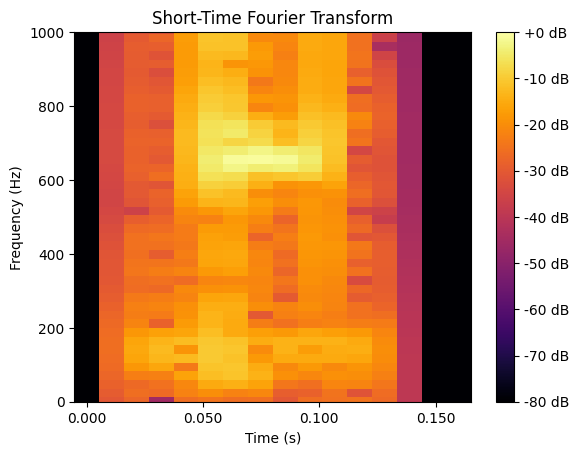 Short-Time Fourier Transform
1000
800
600
400
200
0
Frequency (Hz)
0.000
0.050
0.100
0.150
Time (s)
+0 dB
-10 dB
-20 dB
-30 dB
-40 dB
-50 dB
-60 dB
-70 dB
-80 dB